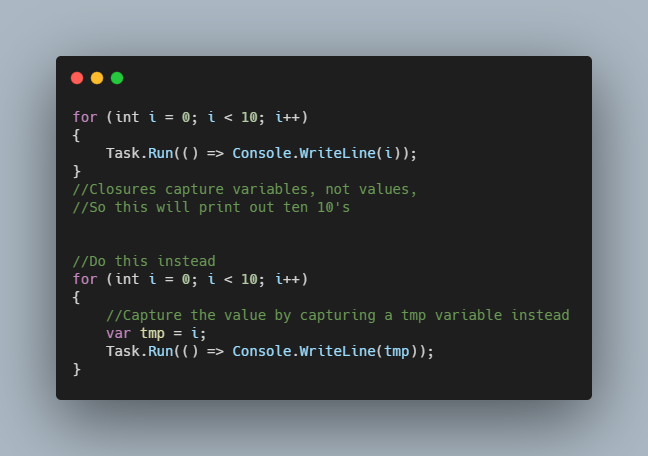 for (int i = 0; i < 10; i++)
{
    Task.Run(() => Console.WriteLine(i));
}
//Closures capture variables, not values,
//So this will print out ten 10's
//Do this instead
for (int i = 0; i < 10; i++)
{
    //Capture the value by capturing a tmp variable instead
    var tmp = i;
    Task.Run(() => Console.WriteLine(tmp));
}